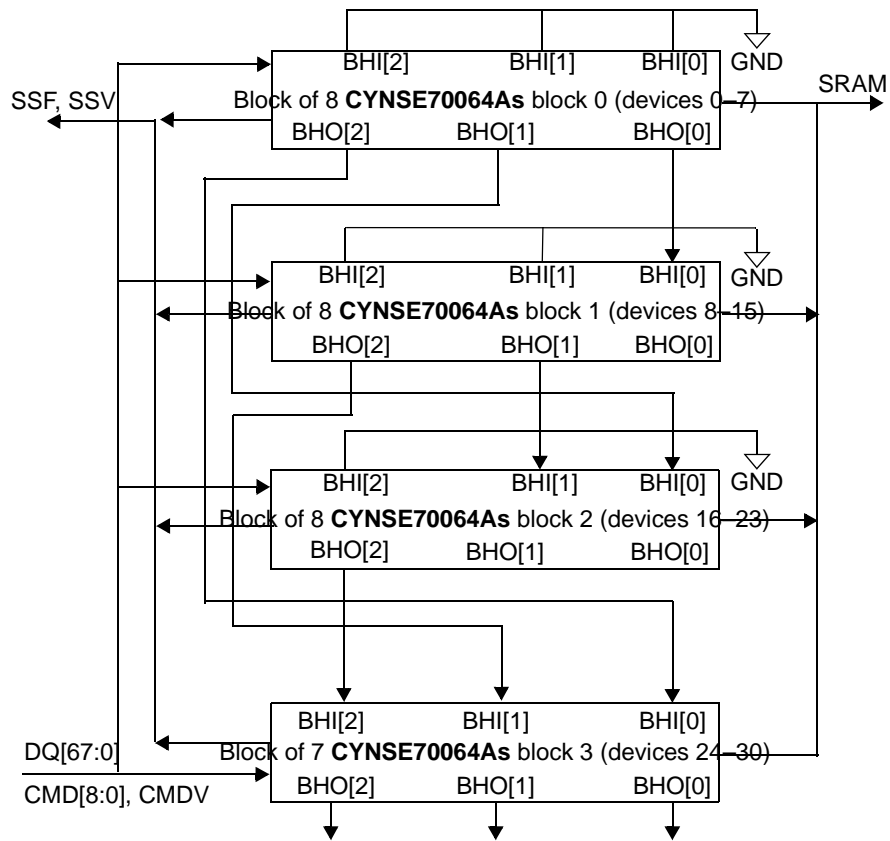 BHI[2] BHI[1] BHI[0] GND
SSF, SSV
SRAM
Block of 8 CYNSE70064As block 0 (devices 0–7)
BHO[2] BHO[1] BHO[0]
BHI[2] BHI[1] BHI[0] GND
Block of 8 CYNSE70064As block 1 (devices 8–15)
BHO[2] BHO[1] BHO[0]
BHI[2] BHI[1] BHI[0] GND
Block of 8 CYNSE70064As block 2 (devices 16–23)
BHO[2] BHO[1] BHO[0]
BHI[2] BHI[1] BHI[0]
DQ[67:0]
Block of 7 CYNSE70064As block 3 (devices 24–30)
CMD[8:0], CMDV
BHO[2] BHO[1] BHO[0]